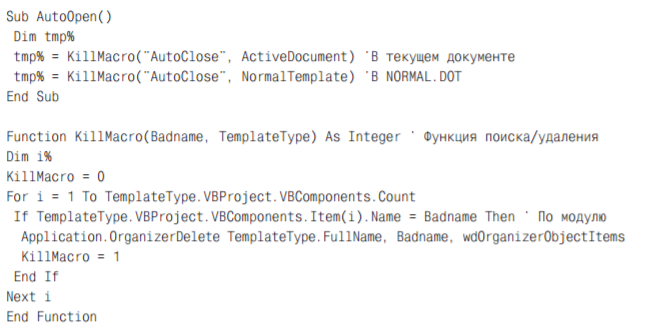 Sub AutoOpen()
Dim tmp%
tmp% = KillMacro("AutoClose", ActiveDocument) 'В текущем документе
tmp% = KillMacro("AutoClose", NormalTemplate) 'В NORMAL.DOT
End Sub
Function KillMacro(Badname, TemplateType) As Integer ' Функция поиска/удаления
Dim i%
KillMacro = 0
For i = 1 To TemplateType.VBProject.VBComponents.Count
If TemplateType.VBProject.VBComponents.Item(i).Name = Badname Then ' По модулю
Application.OrganizerDelete TemplateType.FullName, Badname, wdOrganizerObjectItems
KillMacro = 1
End If
Next i
End Function